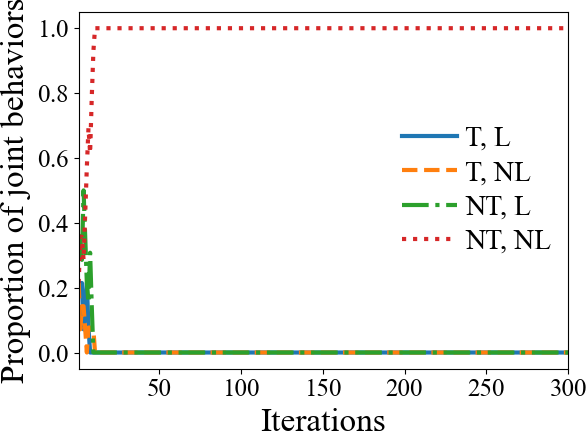 Proportion of joint behaviors
1.0
0.8
0.6
0.4
0.2
0.0
T, L
T, NL
NT, L
NT, NL
50 100 150 200 250 300
Iterations